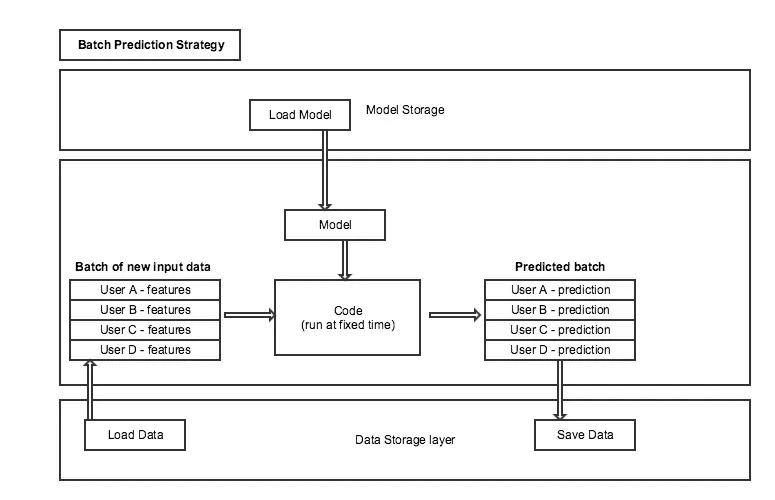 Batch Prediction Strategy
Load Model
Model Storage
Model
Batch of new input data
User A - features
User B - features
User C - features
User D - features
Code
(run at fixed time)
Predicted batch
User A - prediction
User B - prediction
User C - prediction
User D - prediction
Load Data
Data Storage layer
Save Data